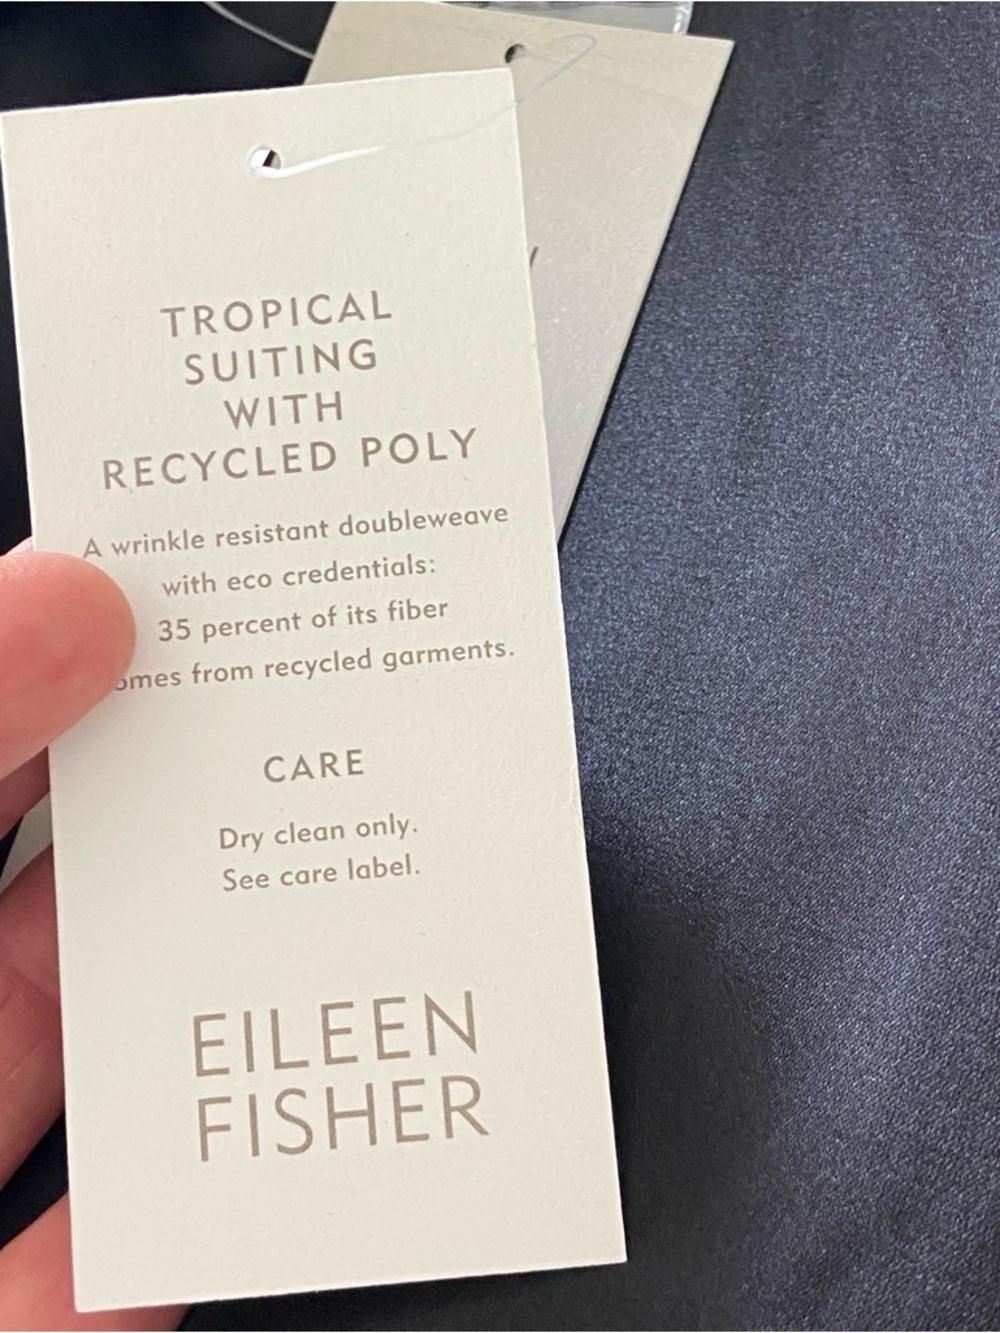 TROPICAL
SUITING
WITH
RECYCLED POLY
A wrinkle resistant doubleweave
with eco credentials:
35 percent of its fiber
omes from recycled garments.
CARE
Dry clean only.
See care label.
EILEEN
FISHER